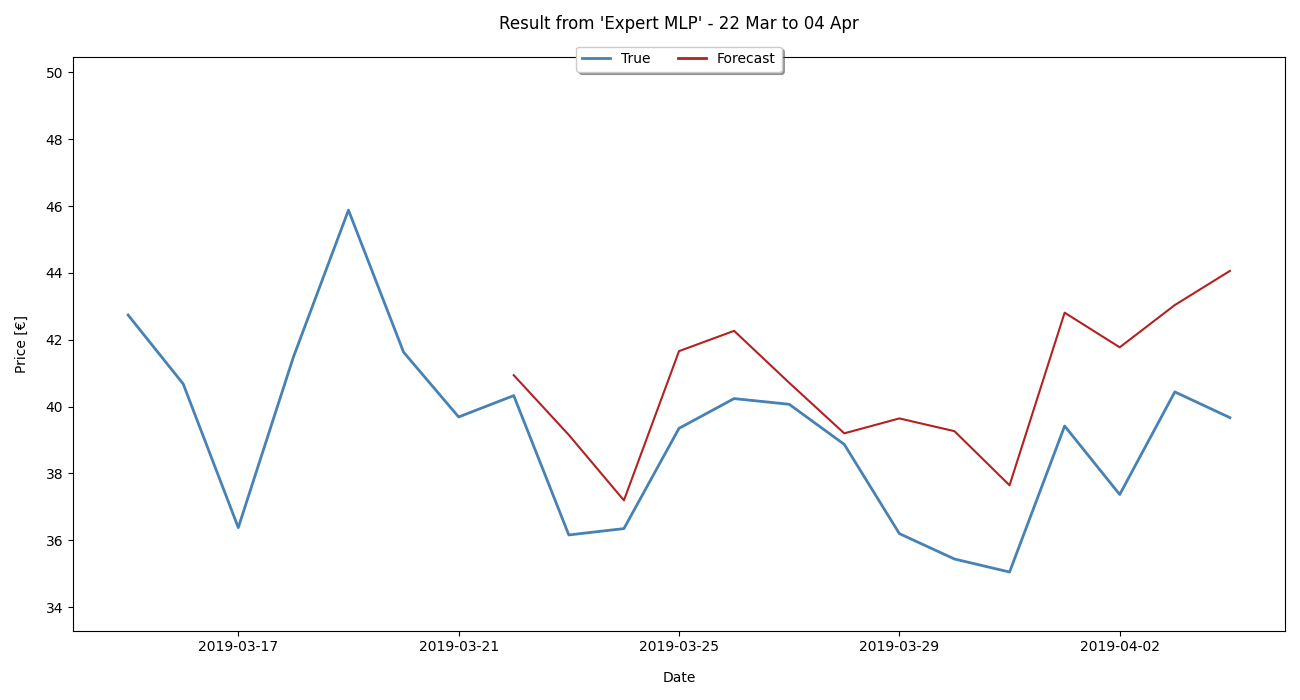 Result from 'Expert MLP' - 22 Mar to 04 Apr
True
Forecast
Price [€]
50
48
46
44
42
40
38
36
34
2019-03-17
2019-03-21
2019-03-25
2019-03-29
2019-04-02
Date